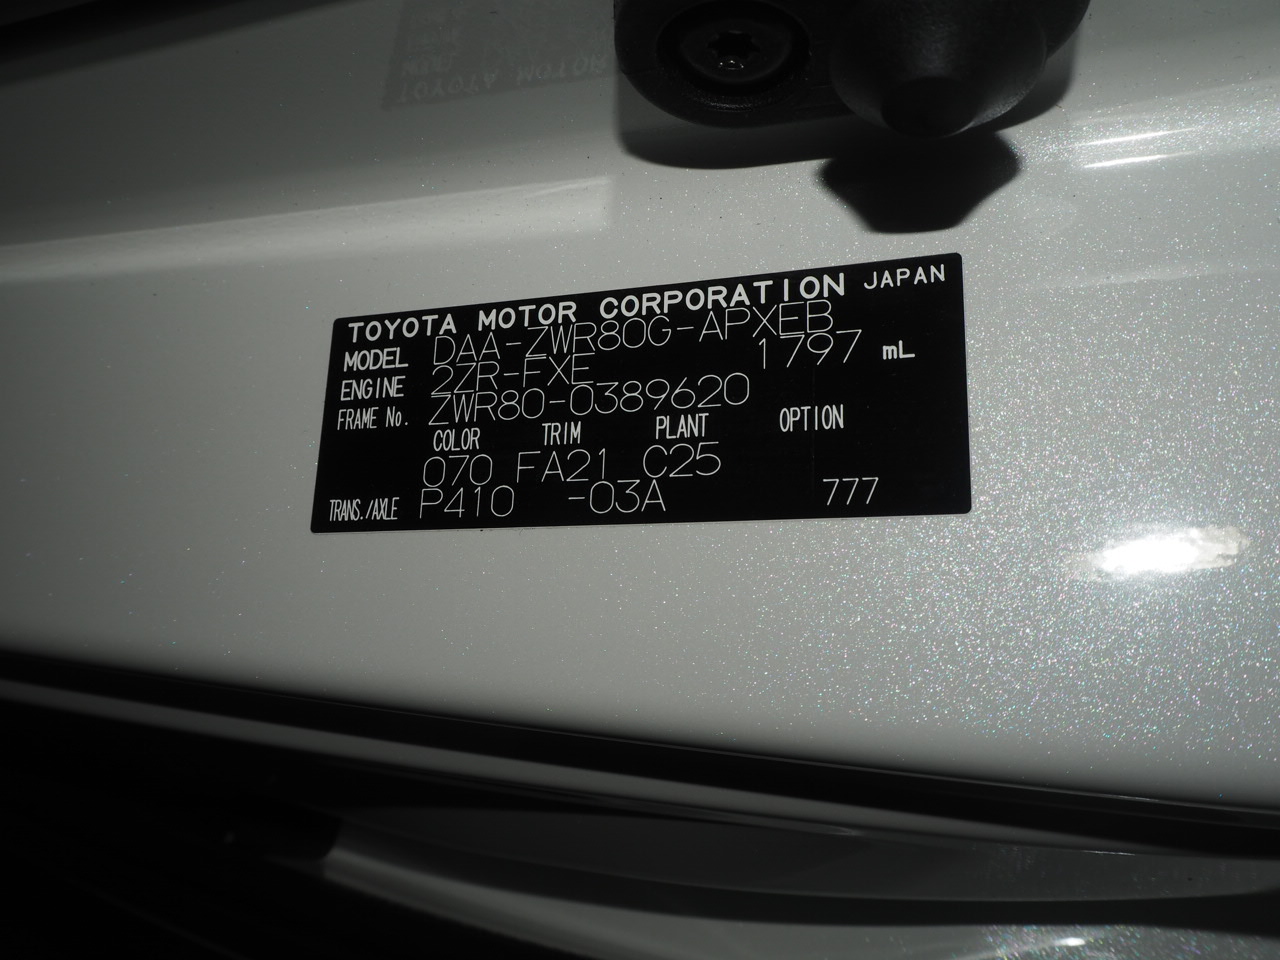 TOYOTA MOTOR CORPORATION JAPAN
MODEL DAA-ZWR80G-APXEB
ENGINE 2ZR-FXE 1797 mL
FRAME No. ZWR80-0389620
COLOR TRIM PLANT OPTION
070 FA21 C25
TRANS./AXLE P410 -03A 777